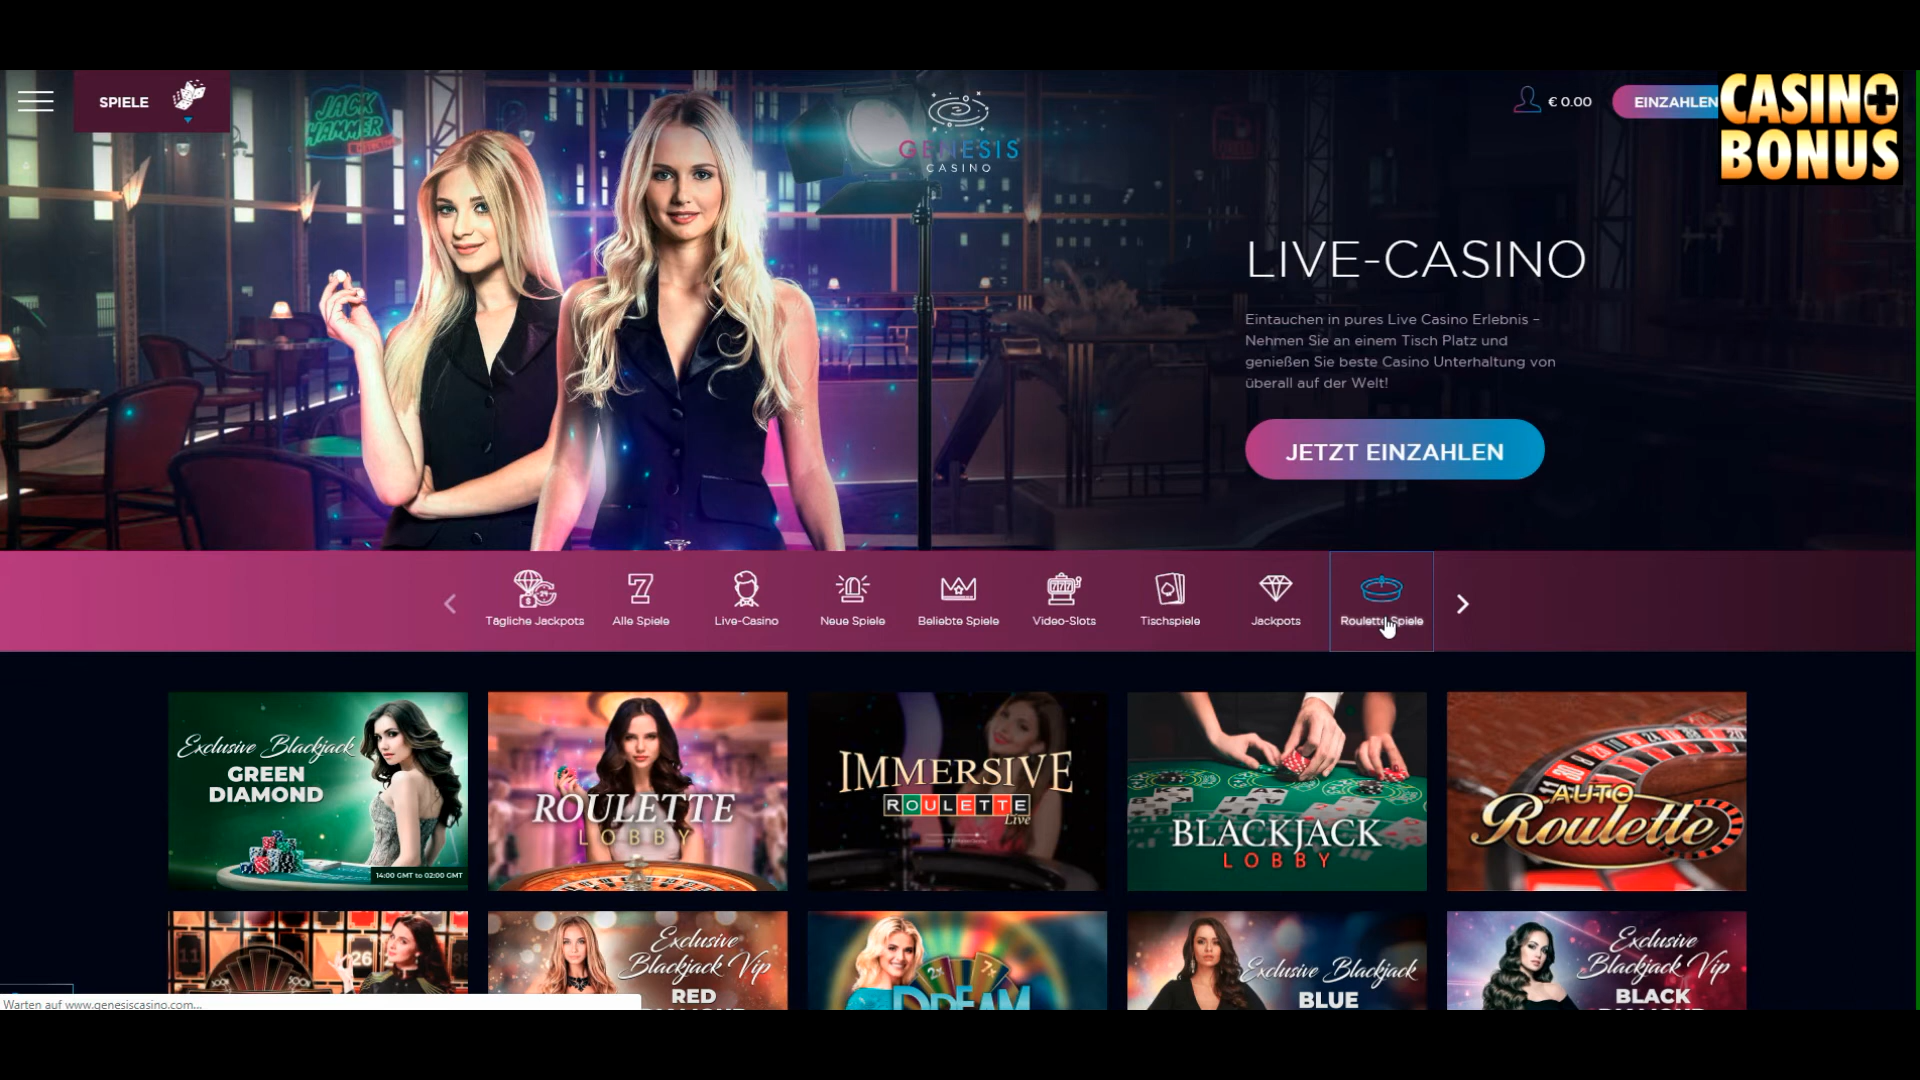 SPIELE
JACK
HAMMER
GENESIS
CASINO
€ 0.00
EINZAHLEN
CASINO
BONUS
LIVE-CASINO
Eintauchen in pures Live Casino Erlebnis –
Nehmen Sie an einem Tisch Platz und
genießen Sie beste Casino Unterhaltung von
überall auf der Welt!
JETZT EINZAHLEN
Tägliche Jackpots
Alle Spiele
Live-Casino
Neue Spiele
Beliebte Spiele
Video-Slots
Tischspiele
Jackpots
Roulette Spiele
Exclusive Blackjack
GREEN
DIAMOND
14:00 GMT to 02:00 GMT
ROULETTE
LOBBY
IMMERSIVE
ROULETTE
Live
BLACKJACK
LOBBY
AUTO
Roulette
26
Exclusive
Blackjack Vip
RED
2x
7x
DREAM
Exclusive Blackjack
BLUE
Exclusive
Blackjack Vip
BLACK
Warten auf www.genesiscasino.com...